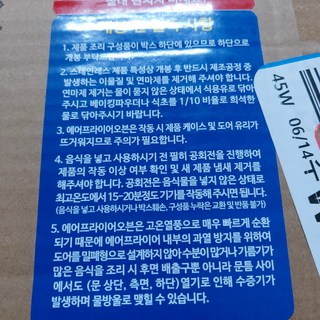 1. 제품 조리 구성품이 박스 하단에 있으므로 하단으로
개봉 부탁드립니다.
2. 스테인레스 제품 특성상 개봉 후 반드시 제조공정 중
발생하는 이물질 및 연마제를 제거해 주셔야 합니다.
연마제 제거는 물이 묻지 않은 상태에서 식용유로 닦아
주시고 베이킹파우더나 식초를 1/10 비율로 희석한
물로 닦아주시기 바랍니다.
3. 에어프라이어오븐은 작동 시 제품 케이스 및 도어 유리가
뜨거워지므로 주의가 필요합니다.
4. 음식을 넣고 사용하시기 전 필히 공회전을 진행하여
제품의 작동 이상 여부 확인 및 새 제품 냄새 제거를
해주셔야 합니다. 공회전은 음식물을 넣지 않은 상태로
최고온도에서 15~20분정도 기기를 작동해 주시면 됩니다.
(음식을 넣고 사용하시거나 박스훼손, 구성품 누락은 교환 및 반품 불가)
5. 에어프라이어오븐은 고온열풍으로 매우 빠르게 순환
되기 때문에 에어프라이어 내부의 과열 방지를 위하여
도어를 밀폐형으로 설계하지 않아 수분이 많거나 기름기가
많은 음식을 조리 시 후면 배출구뿐 아니라 문틈 사이
에서도 (문 상단, 측면, 하단) 열기로 인해 수증기가
발생하며 물방울로 맺힐 수 있습니다.
45W
06/14